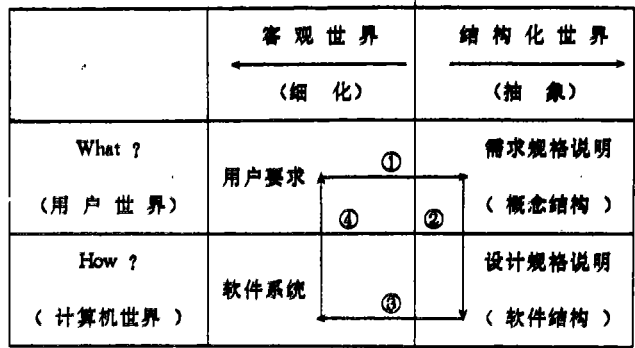 客观世界
结构化世界
(细 化)
(抽 象)
What ?
用户要求
①
需求规格说明
(用户世界)
④
②
(概念结构)
How ?
软件系统
设计规格说明
(计算机世界)
③
(软件结构)